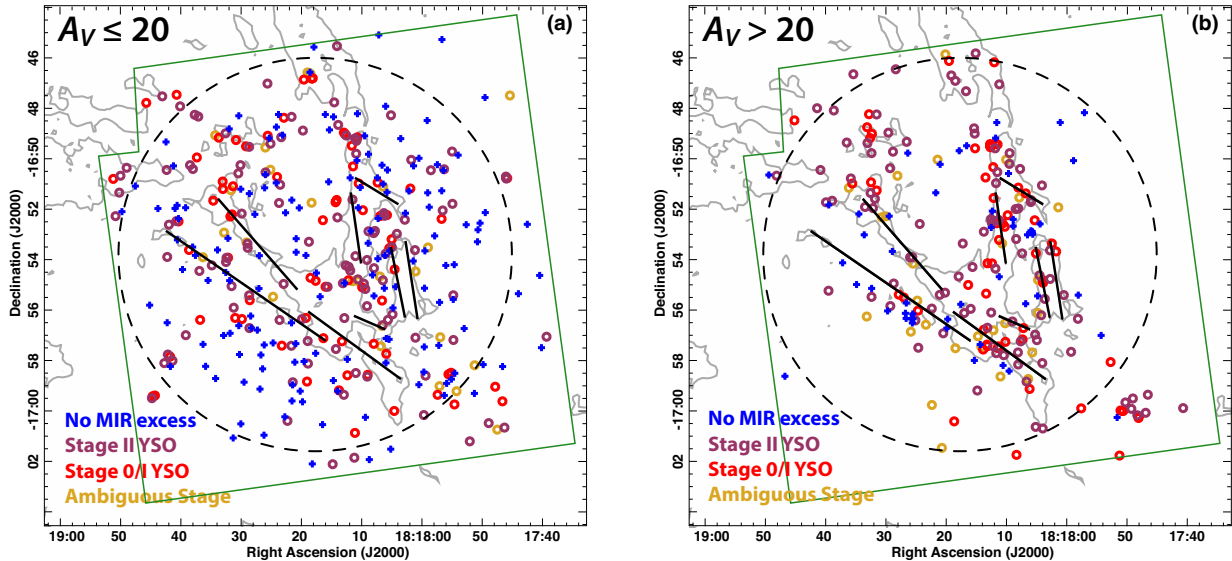 A_V ≤ 20
(a)
46
48
-16:50
52
54
56
58
-17:00
02
Declination (J2000)
No MIR excess
Stage II YSO
Stage 0/I YSO
Ambiguous Stage
19:00 50 40 30 20 10 18:18:00 50 17:40
Right Ascension (J2000)
A_V > 20
(b)
46
48
-16:50
52
54
56
58
-17:00
02
Declination (J2000)
No MIR excess
Stage II YSO
Stage 0/I YSO
Ambiguous Stage
19:00 50 40 30 20 10 18:18:00 50 17:40
Right Ascension (J2000)